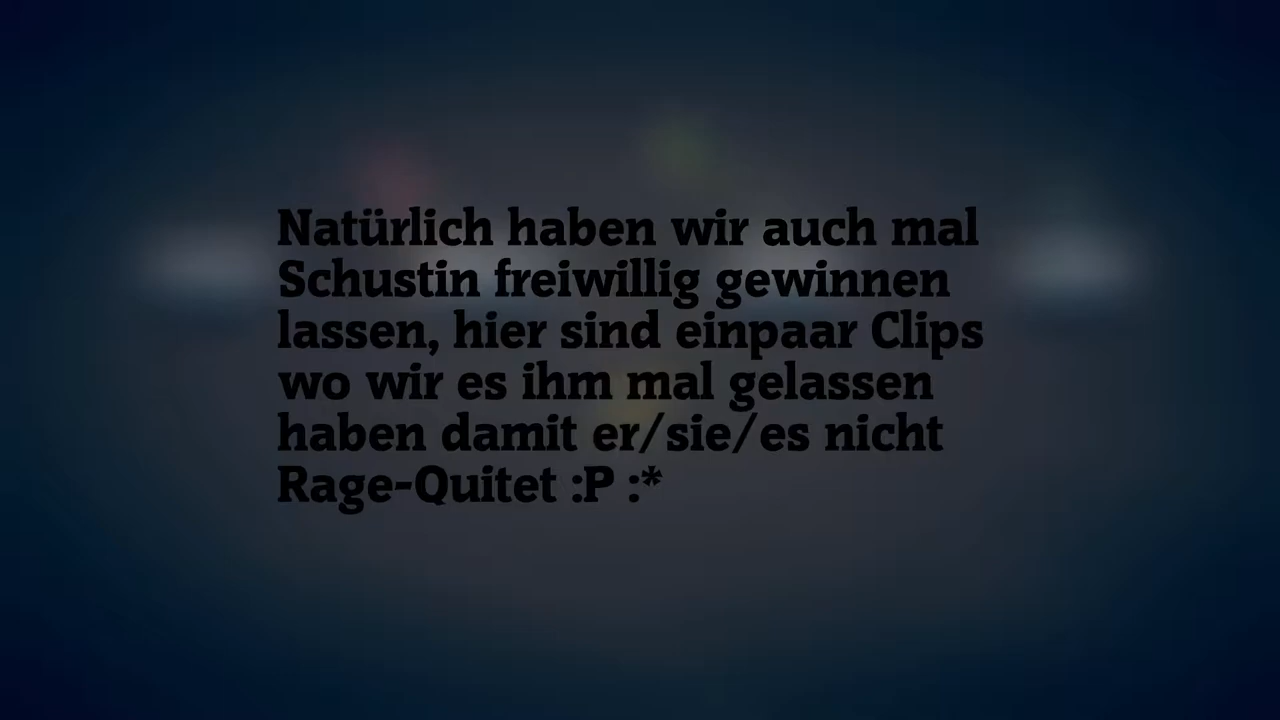 Natürlich haben wir auch mal
Schustin freiwillig gewinnen
lassen, hier sind einpaar Clips
wo wir es ihm mal gelassen
haben damit er/sie/es nicht
Rage-Quitet :P :*